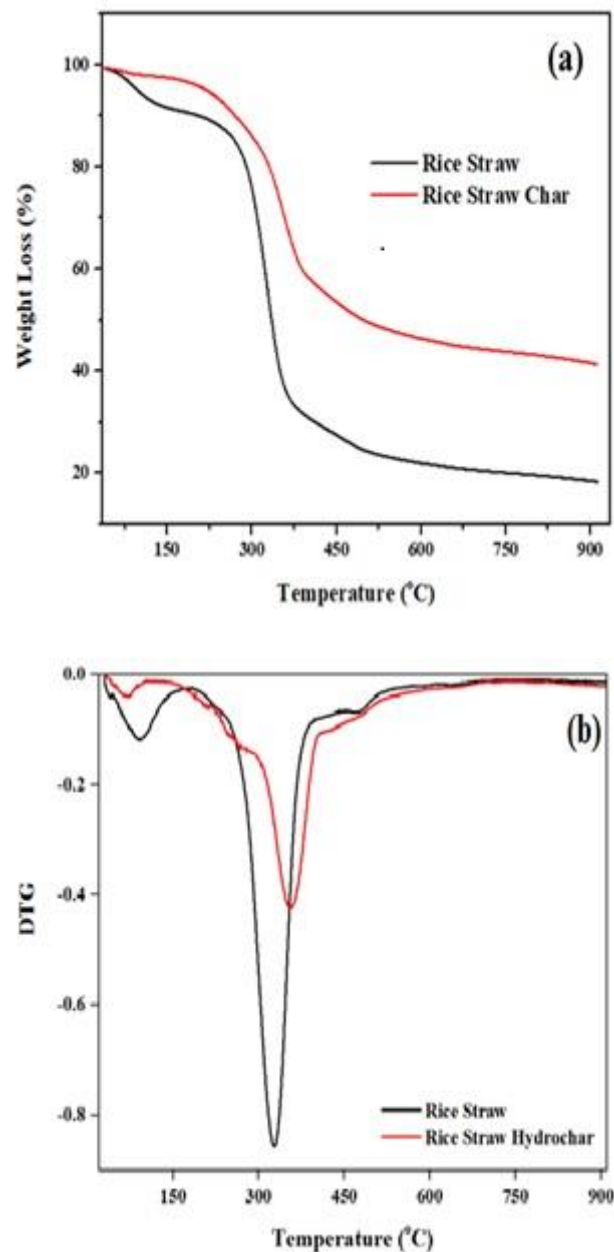 (a)
100
80
60
40
20
Weight Loss (%)
Rice Straw
Rice Straw Char
150 300 450 600 750 900
Temperature (⁰C)
(b)
0.0
-0.2
-0.4
-0.6
-0.8
DTG
Rice Straw
Rice Straw Hydrochar
150 300 450 600 750 900
Temperature (⁰C)